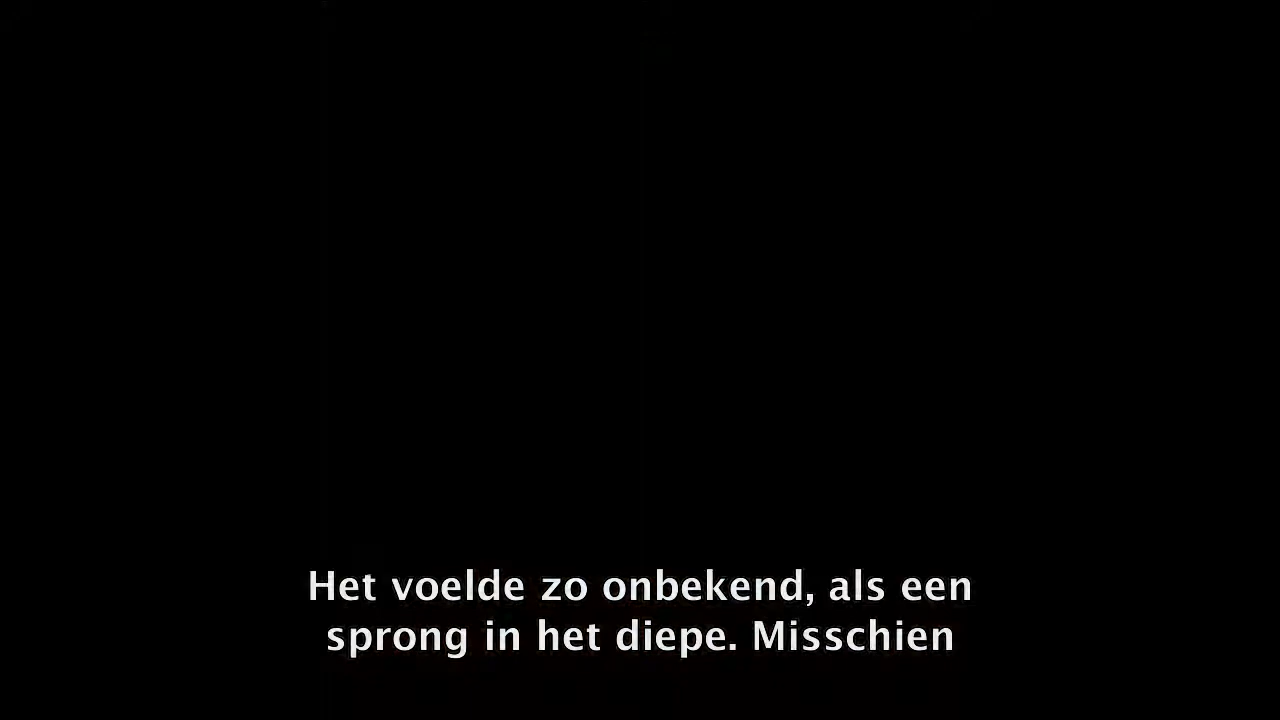 Het voelde zo onbekend, als een
sprong in het diepe. Misschien